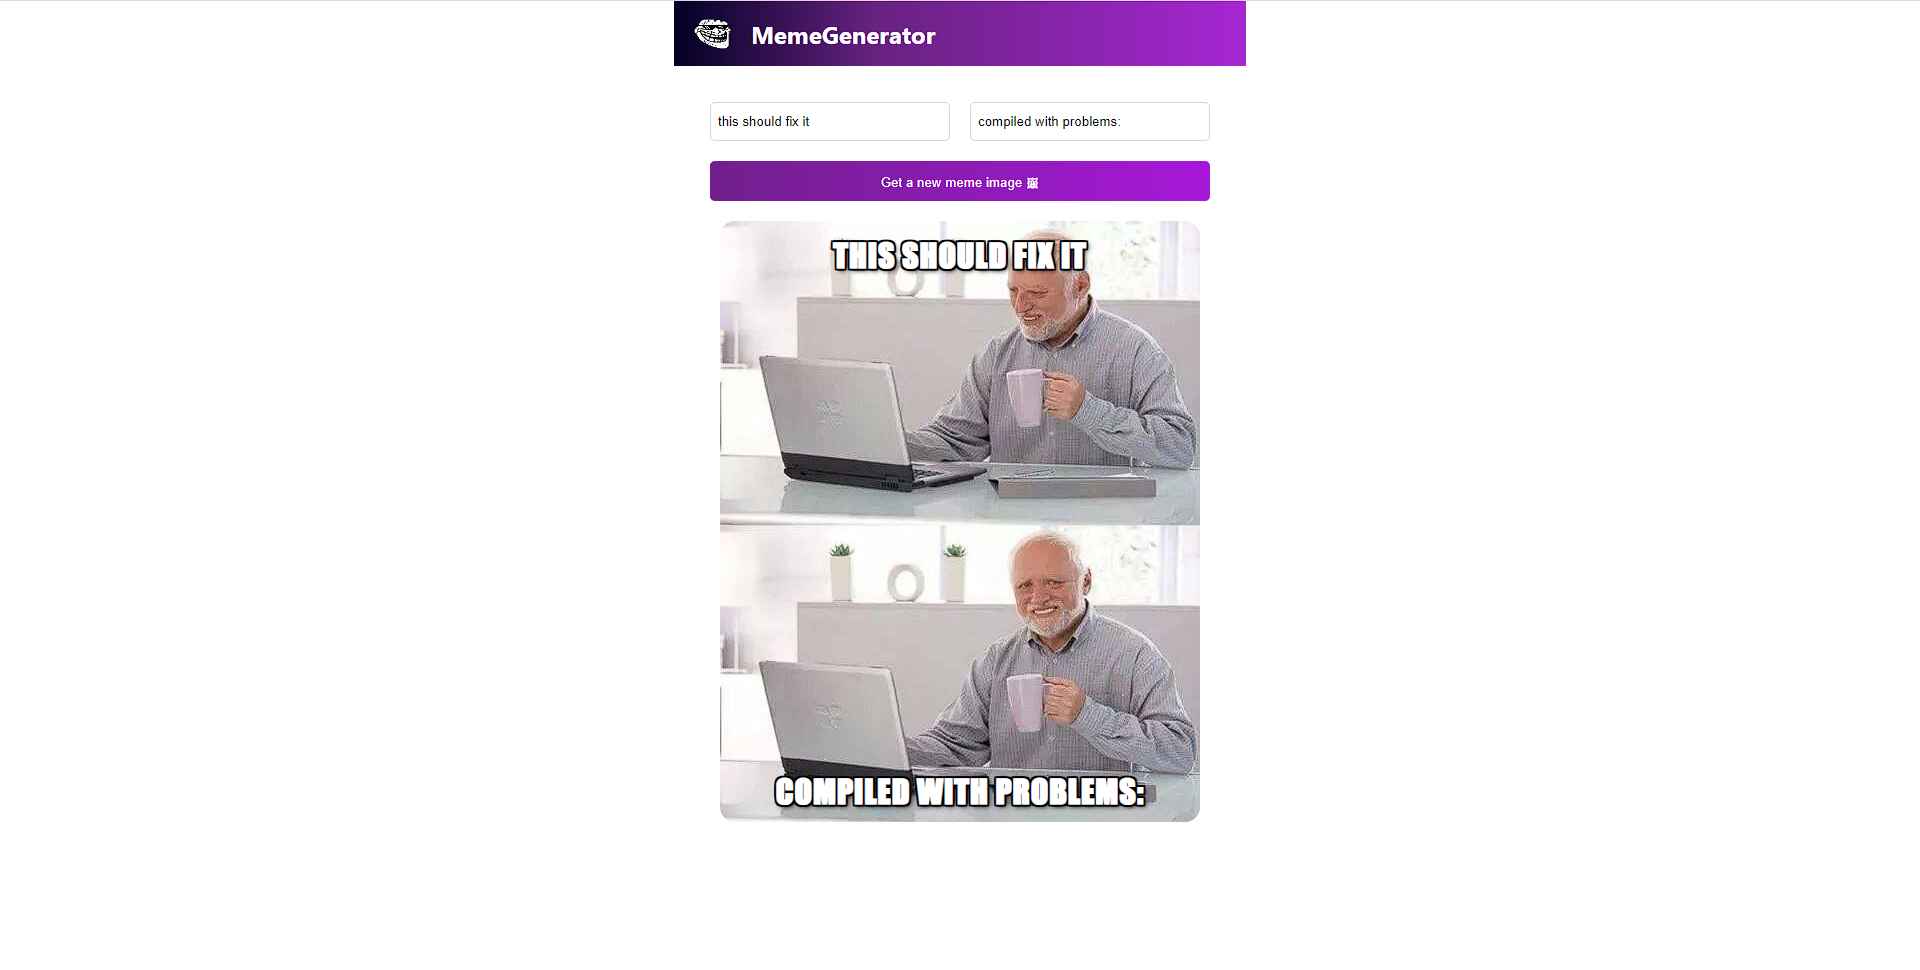 MemeGenerator
this should fix it
compiled with problems:
Get a new meme image 🖼
THIS SHOULD FIX IT
COMPILED WITH PROBLEMS: